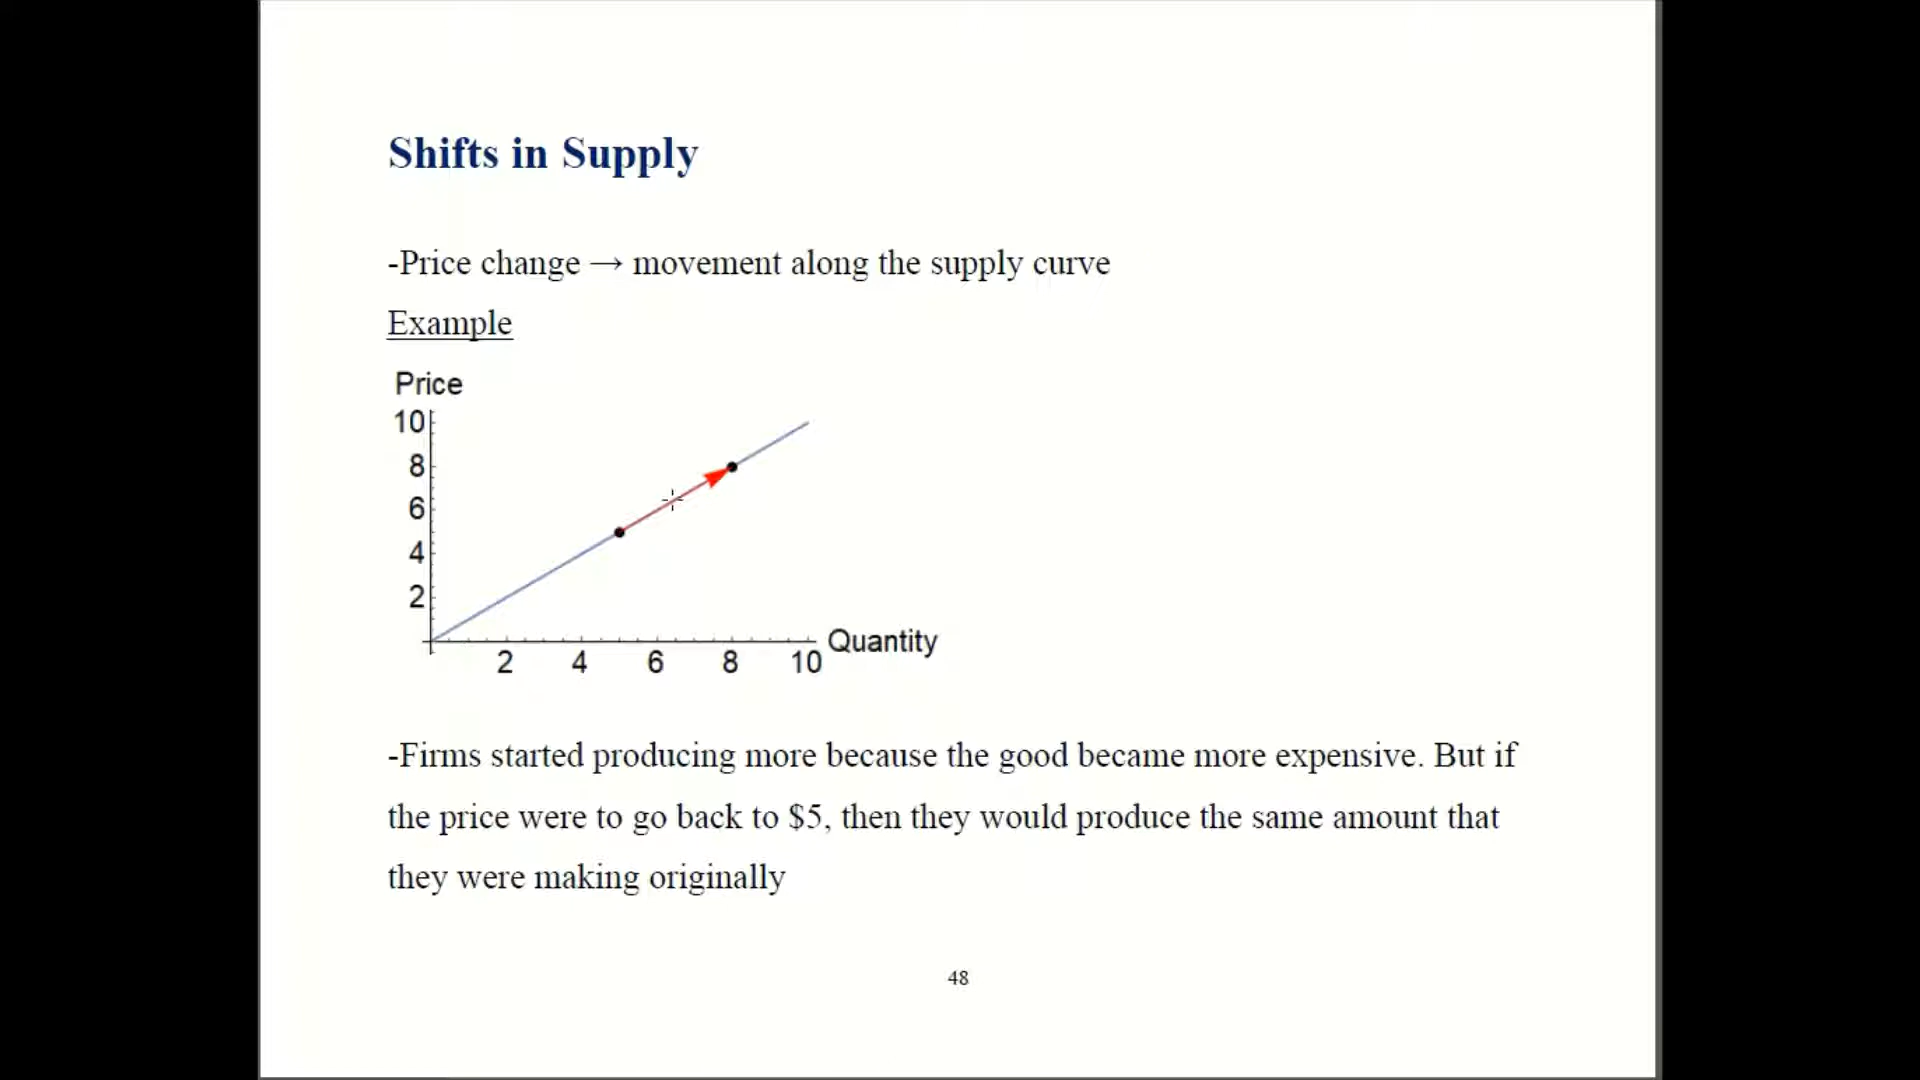 Shifts in Supply
-Price change → movement along the supply curve
Example
Price
10
8
6
4
2
2 4 6 8 10
Quantity
-Firms started producing more because the good became more expensive. But if
the price were to go back to $5, then they would produce the same amount that
they were making originally
48